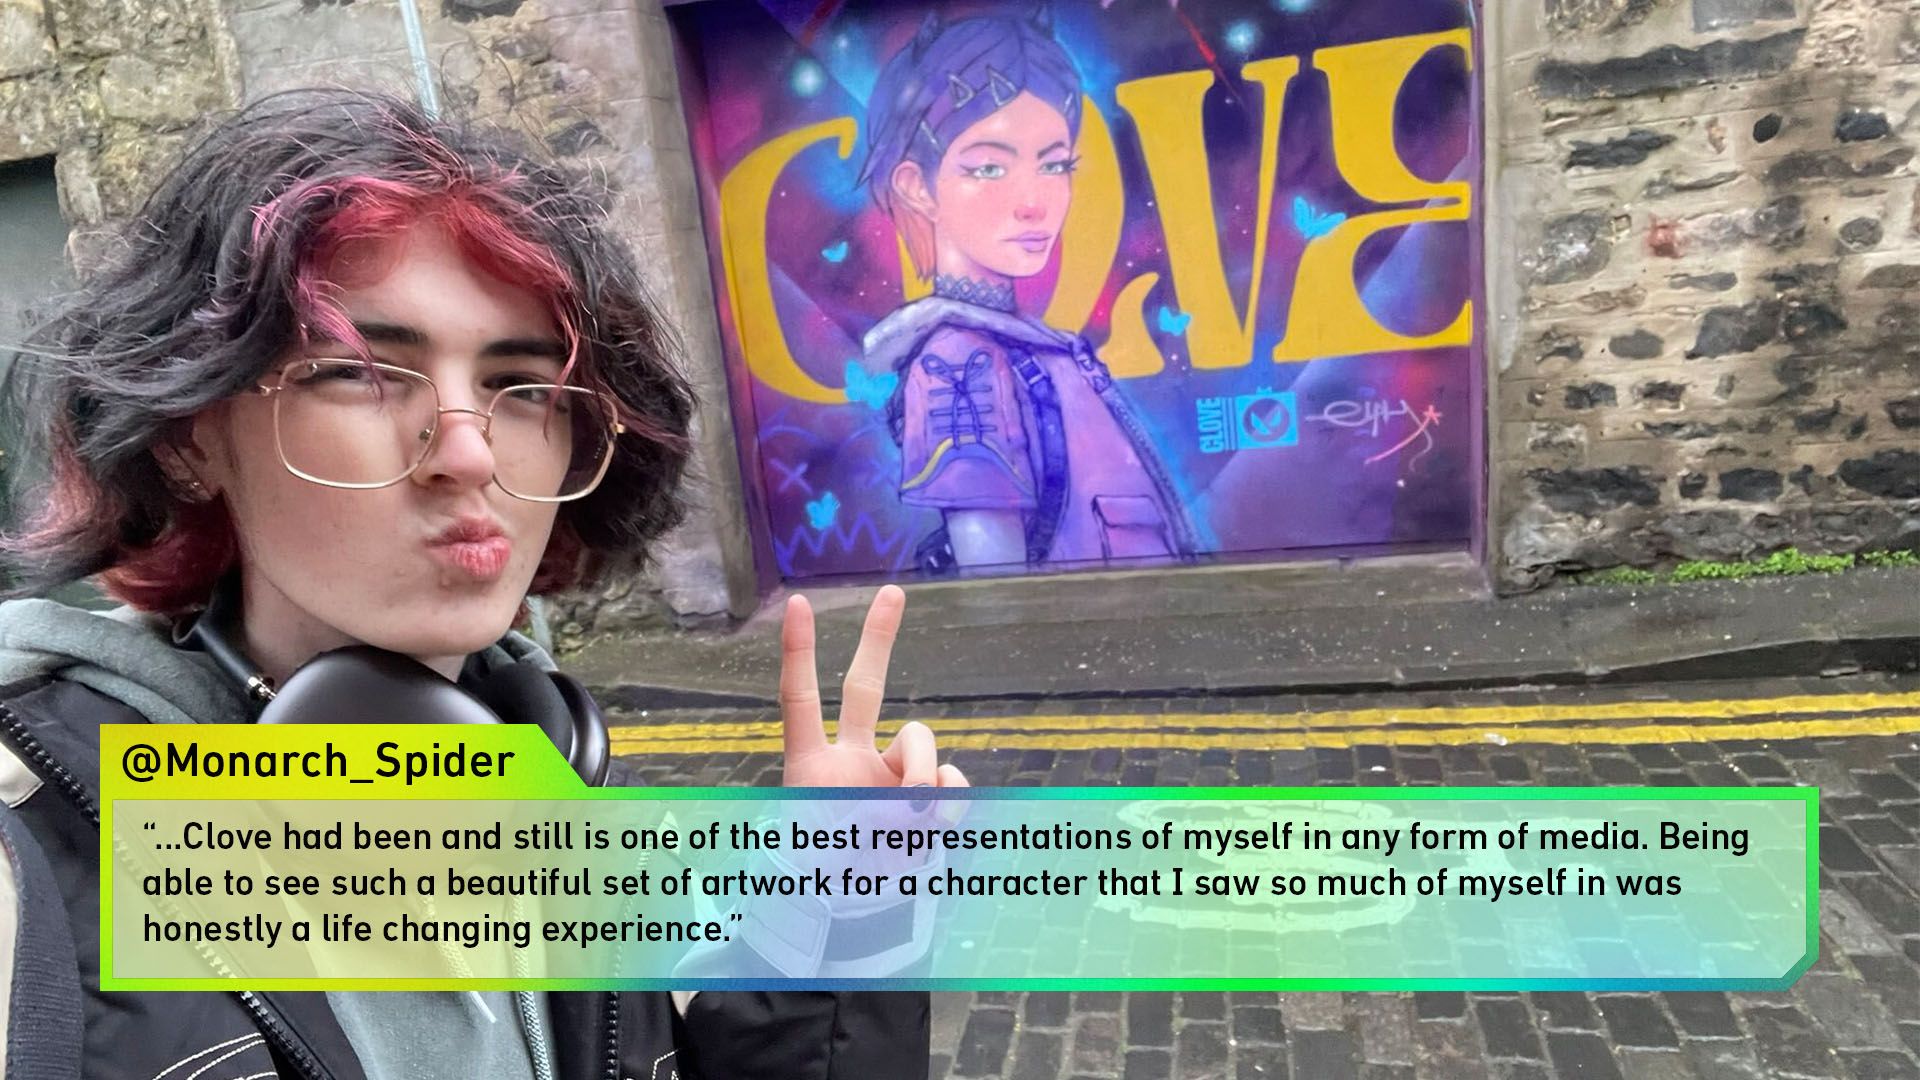 CLOVE
CLOVE
@Monarch_Spider
“...Clove had been and still is one of the best representations of myself in any form of media. Being
able to see such a beautiful set of artwork for a character that I saw so much of myself in was
honestly a life changing experience.”